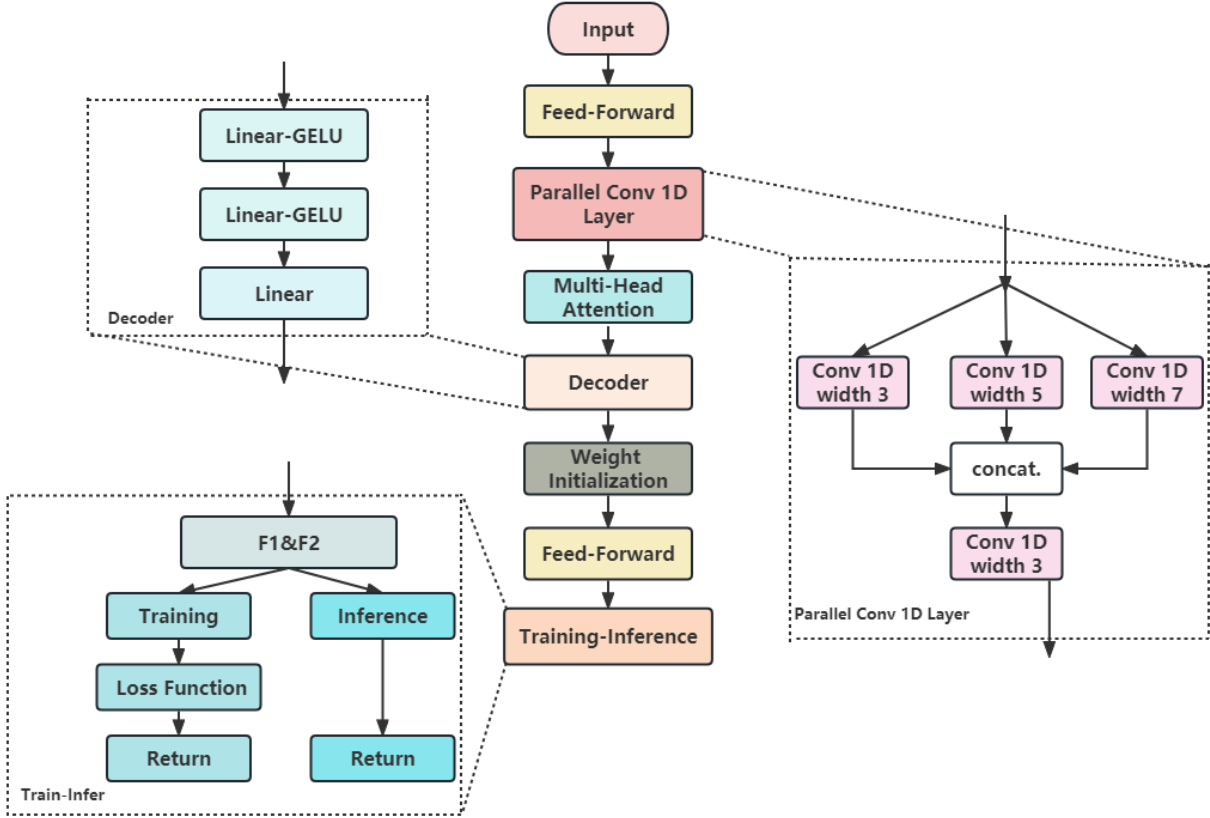 Input
Feed-Forward
Parallel Conv 1D
Layer
Multi-Head
Attention
Decoder
Weight
Initialization
Feed-Forward
Training-Inference
Linear-GELU
Linear-GELU
Linear
Decoder
F1&F2
Training
Inference
Loss Function
Return
Return
Train-Infer
Conv 1D
width 3
Conv 1D
width 5
Conv 1D
width 7
concat.
Conv 1D
width 3
Parallel Conv 1D Layer